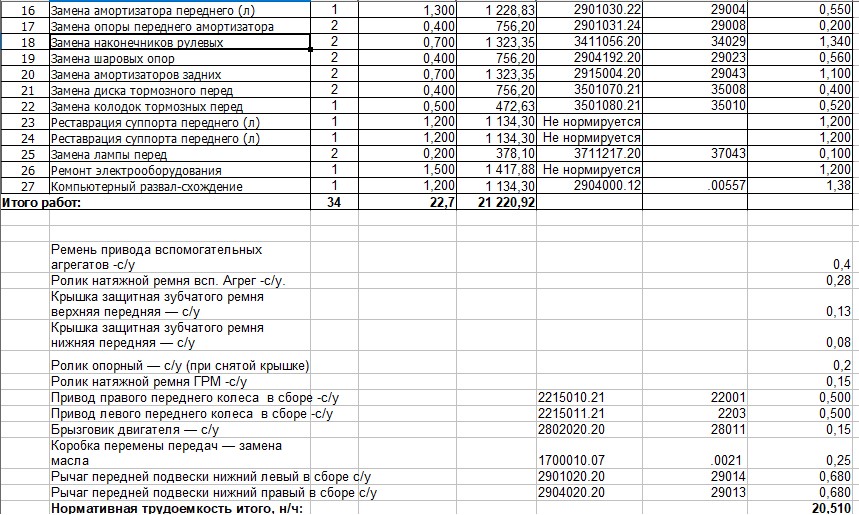 16 Замена амортизатора переднего (л) 1 1,300 1 228,83 2901030.22 29004 0,550
17 Замена опоры переднего амортизатора 2 0,400 756,20 2901031.24 29008 0,200
18 Замена наконечников рулевых 2 0,700 1 323,35 3411056.20 34029 1,340
19 Замена шаровых опор 2 0,400 756,20 2904192.20 29023 0,560
20 Замена амортизаторов задних 2 0,700 1 323,35 2915004.20 29043 1,100
21 Замена диска тормозного перед 2 0,400 756,20 3501070.21 35008 0,400
22 Замена колодок тормозных перед 1 0,500 472,63 3501080.21 35010 0,520
23 Реставрация суппорта переднего (л) 1 1,200 1 134,30 Не нормируется 1,200
24 Реставрация суппорта переднего (л) 1 1,200 1 134,30 Не нормируется 1,200
25 Замена лампы перед 2 0,200 378,10 3711217.20 37043 0,100
26 Ремонт электрооборудования 1 1,500 1 417,88 Не нормируется 1,200
27 Компьютерный развал-схождение 1 1,200 1 134,30 2904000.12 .00557 1,38
Итого работ: 34 22,7 21 220,92
Ремень привода вспомогательных
агрегатов -с/у 0,4
Ролик натяжной ремня всп. Агрег -с/у. 0,28
Крышка защитная зубчатого ремня
верхняя передняя — с/у 0,13
Крышка защитная зубчатого ремня
нижняя передняя — с/у 0,08
Ролик опорный — с/у (при снятой крышке) 0,2
Ролик натяжной ремня ГРМ -с/у 0,15
Привод правого переднего колеса в сборе -с/у 2215010.21 22001 0,500
Привод левого переднего колеса в сборе -с/у 2215011.21 2203 0,500
Брызговик двигателя — с/у 2802020.20 28011 0,15
Коробка перемены передач — замена
масла 1700010.07 .0021 0,25
Рычаг передней подвески нижний левый в сборе с/у 2901020.20 29014 0,680
Рычаг передней подвески нижний правый в сборе с/у 2904020.20 29013 0,680
Нормативная трудоемкость итого, н/ч: 20,510